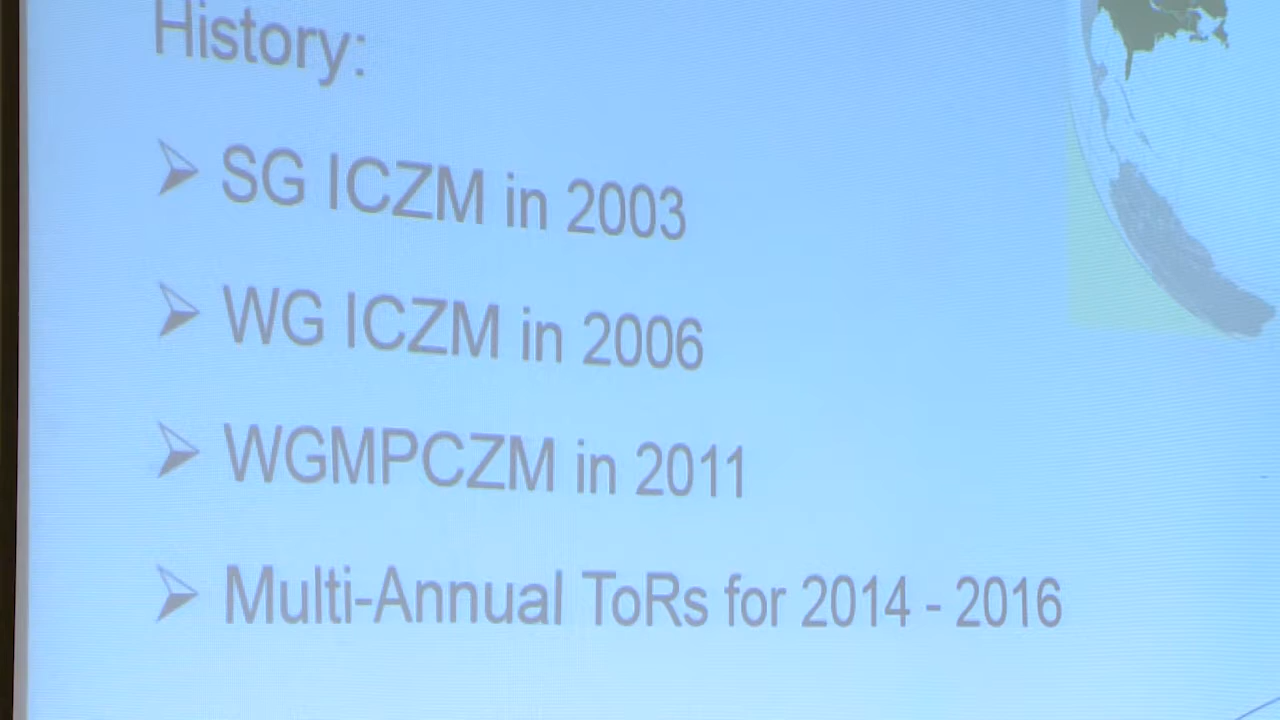 History:
SG ICZM in 2003
WG ICZM in 2006
WGMPCZM in 2011
Multi-Annual ToRs for 2014 - 2016